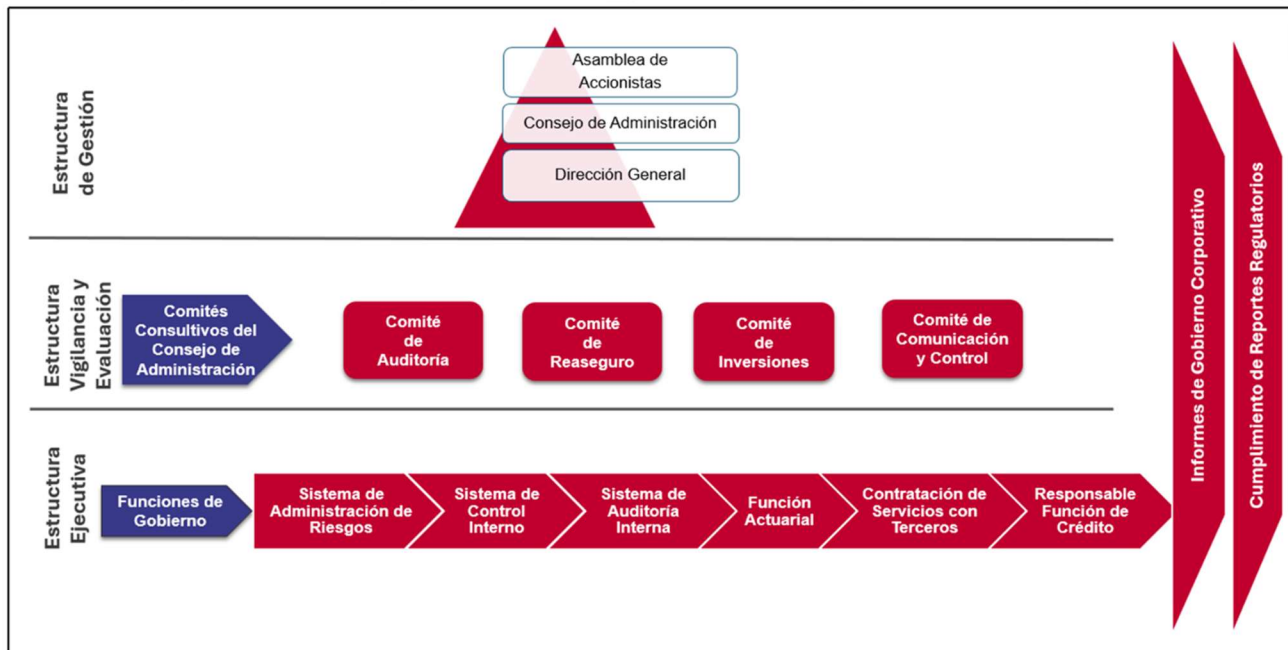 Estructura
de Gestión
Asamblea de
Accionistas
Consejo de Administración
Dirección General
Estructura
Vigilancia y
Evaluación
Comités
Consultivos del
Consejo de
Administración
Comité
de
Auditoría
Comité
de
Reaseguro
Comité
de
Inversiones
Comité de
Comunicación
y Control
Estructura
Ejecutiva
Funciones de
Gobierno
Sistema de
Administración de
Riesgos
Sistema de
Control
Interno
Sistema de
Auditoría
Interna
Función
Actuarial
Contratación de
Servicios con
Terceros
Responsable
Función de
Crédito
Informes de Gobierno Corporativo
Cumplimiento de Reportes Regulatorios